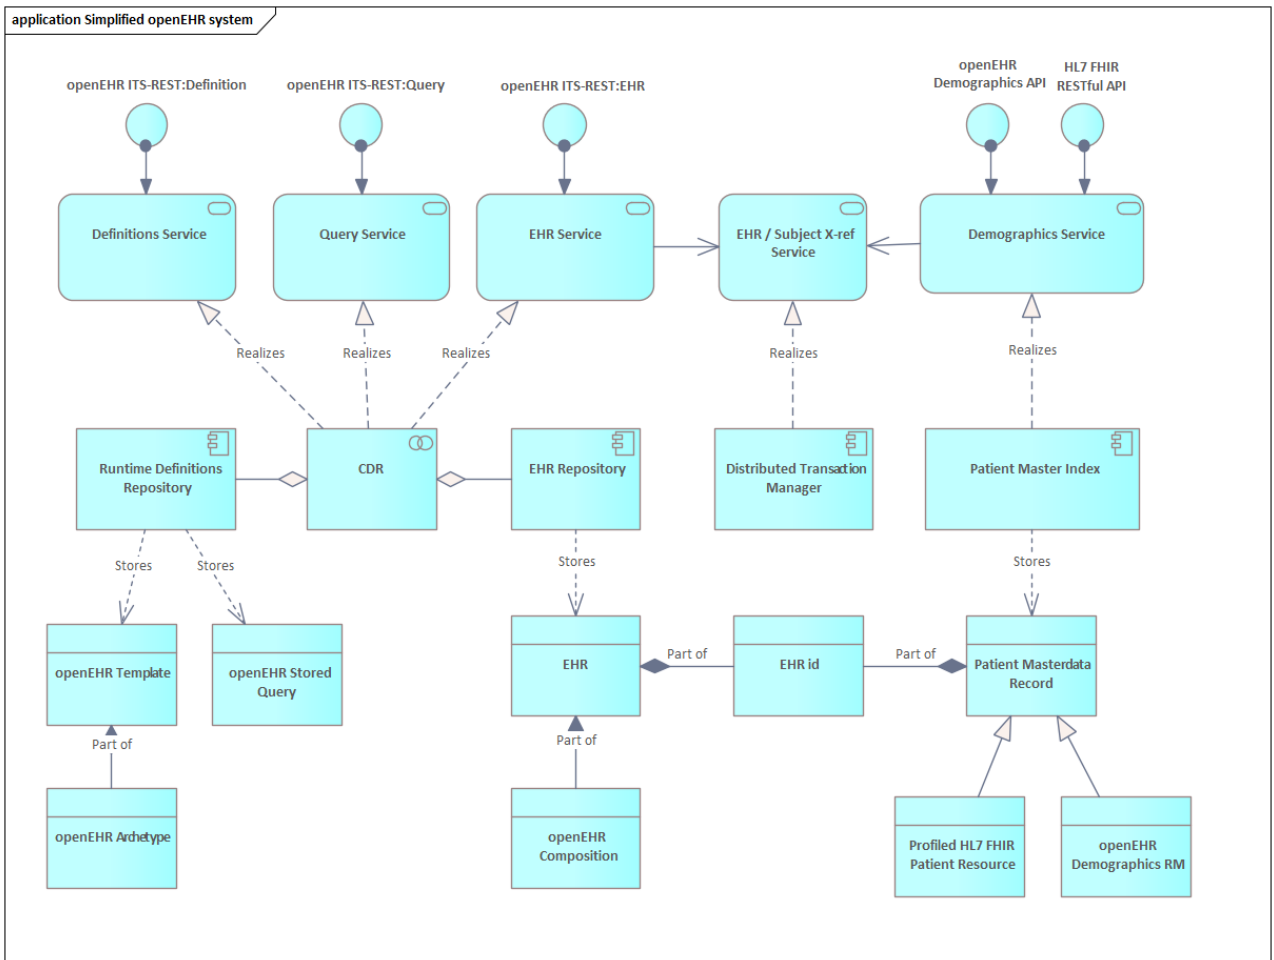 application Simplified openEHR system
openEHR ITS-REST:Definition
openEHR ITS-REST:Query
openEHR ITS-REST:EHR
openEHR
Demographics API
HL7 FHIR
RESTful API
Definitions Service
Query Service
EHR Service
EHR / Subject X-ref
Service
Demographics Service
Realizes
Realizes
Realizes
Realizes
Realizes
Runtime Definitions
Repository
CDR
EHR Repository
Distributed Transaction
Manager
Patient Master Index
Stores
Stores
Stores
Stores
openEHR Template
openEHR Stored
Query
EHR
Part of
EHR id
Part of
Patient Masterdata
Record
Part of
Part of
openEHR Archetype
openEHR
Composition
Profiled HL7 FHIR
Patient Resource
openEHR
Demographics RM